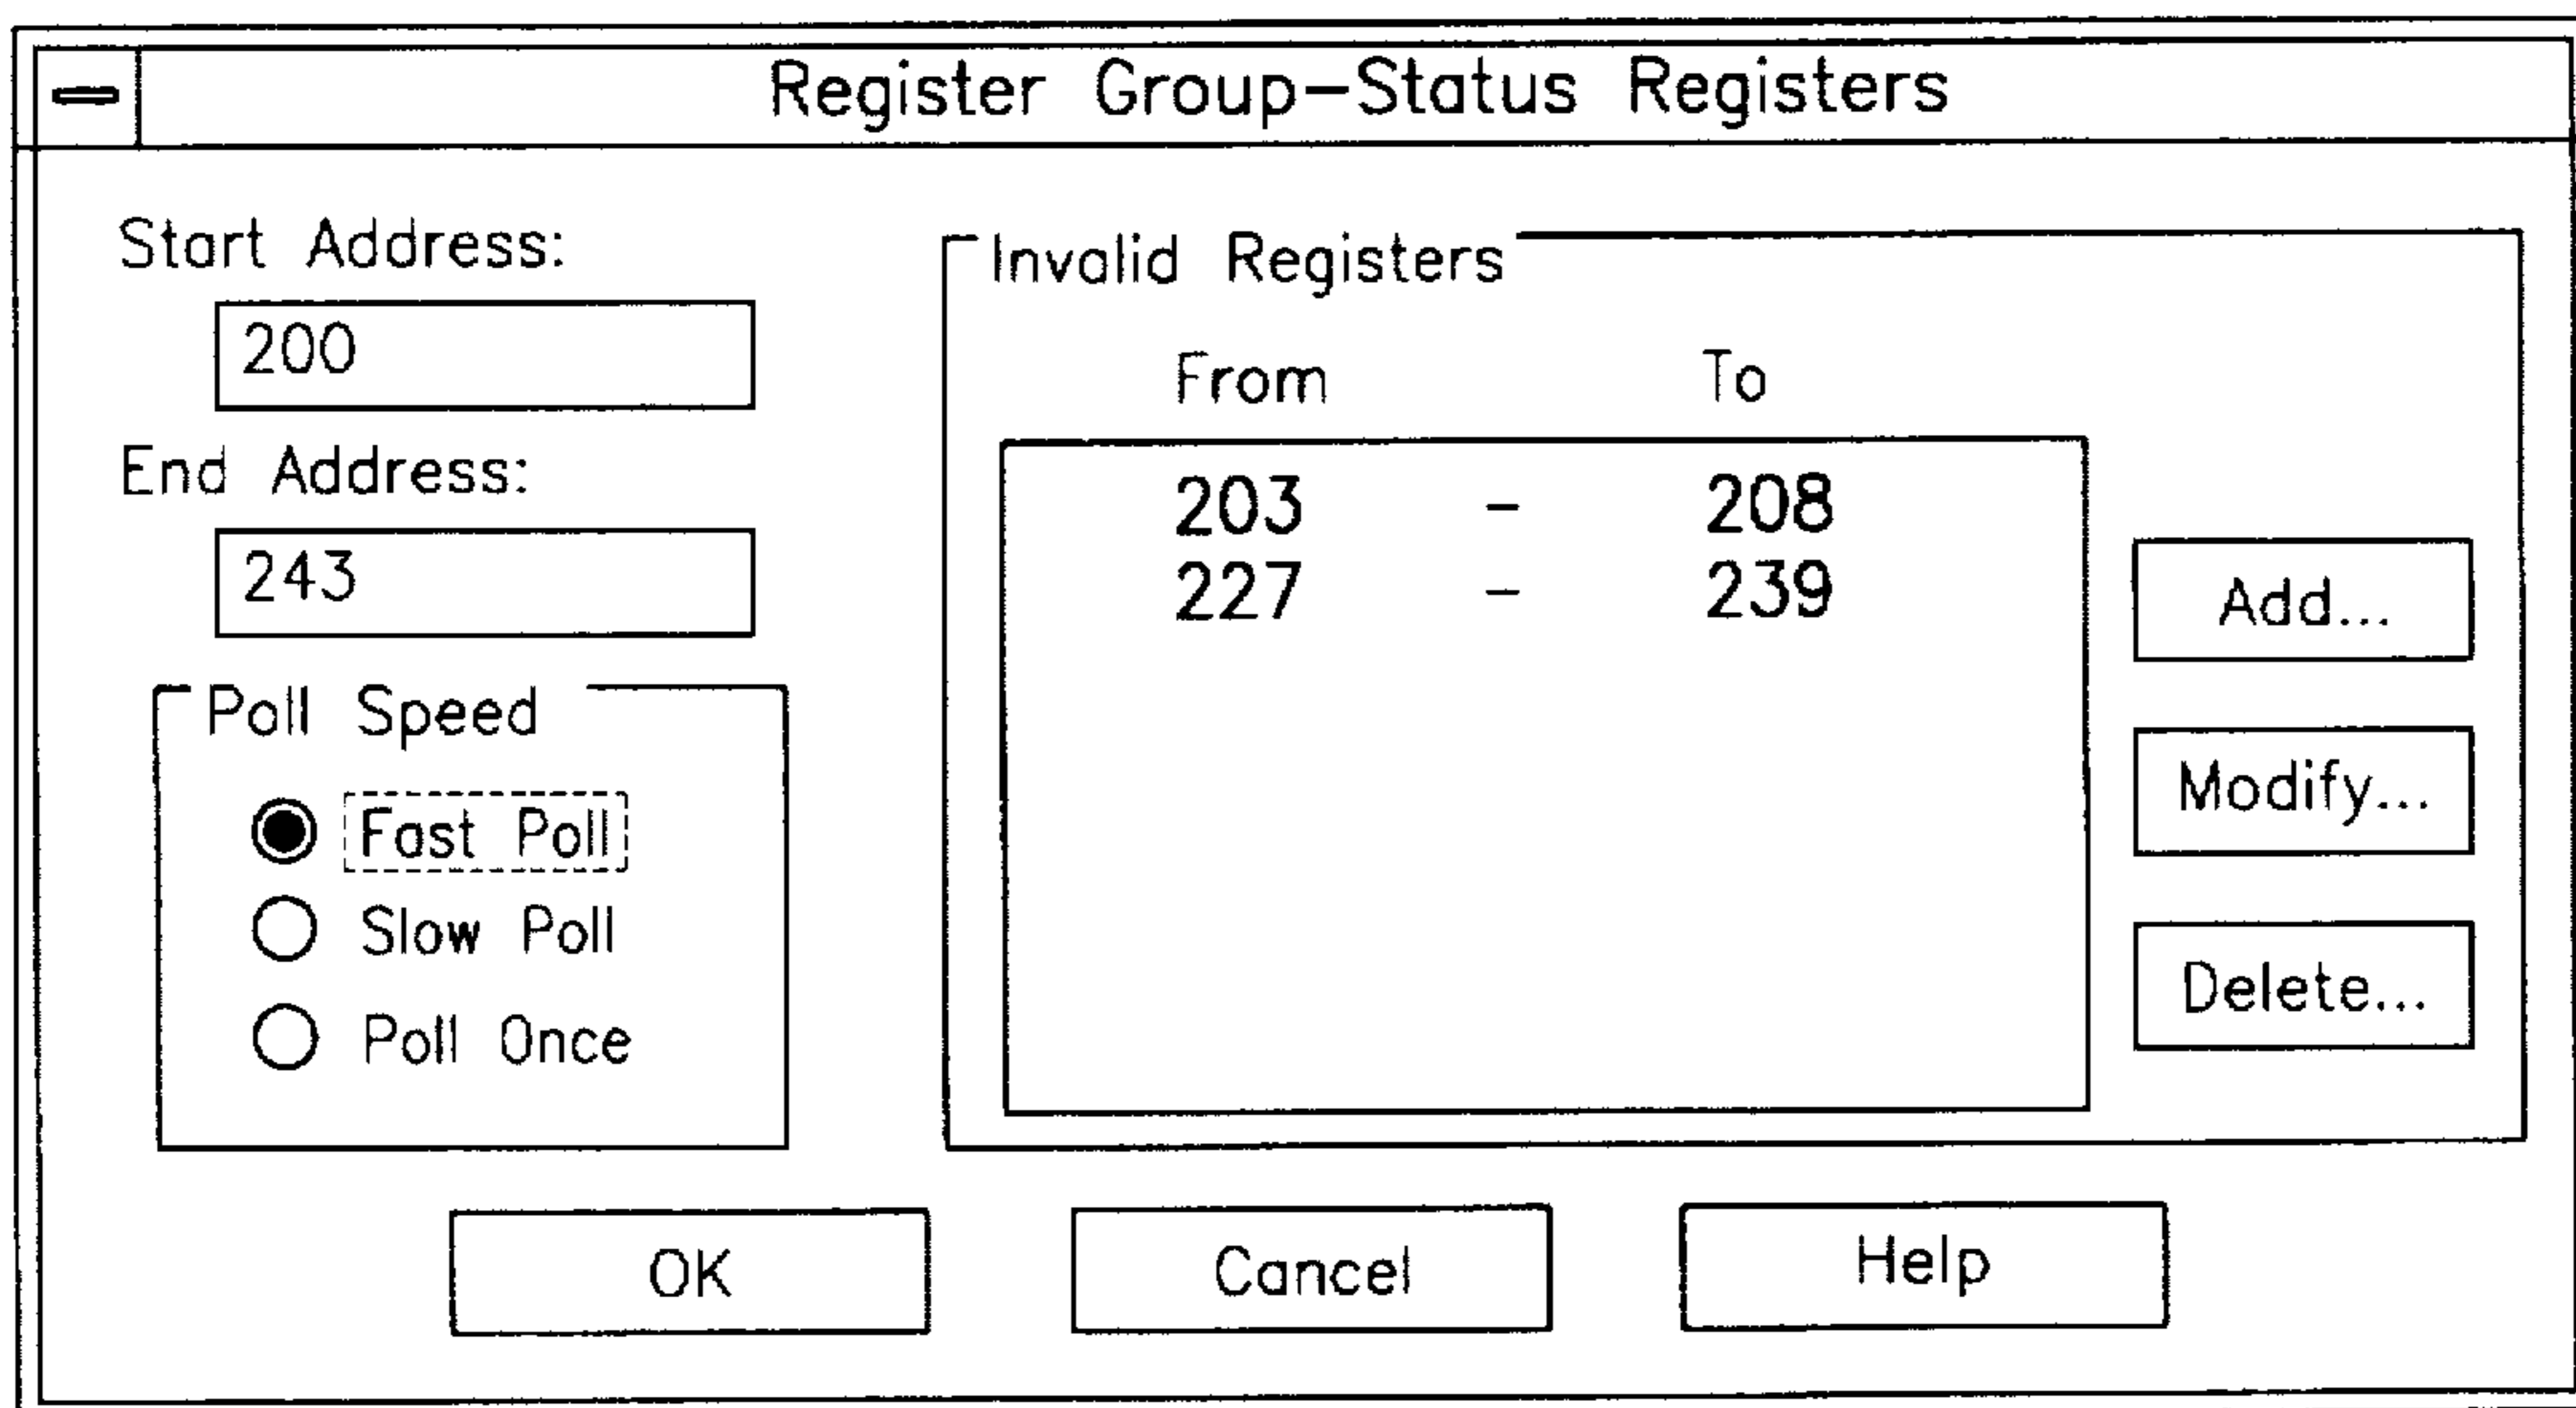 Register Group-Status Registers
Start Address:
200
End Address:
243
Poll Speed
Fast Poll
Slow Poll
Poll Once
Invalid Registers
From To
203 - 208
227 - 239
Add...
Modify...
Delete...
OK Cancel Help